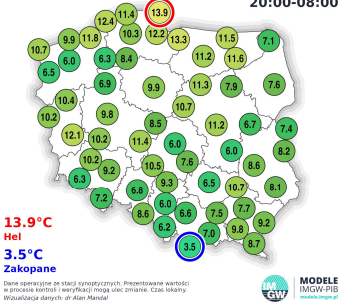 20:00-08:00
11.4 13.9
12.4
10.3 12.2 13.3 11.5 7.1
9.9 11.8
10.7
6.0 6.3 8.4 11.2 11.6
6.5
6.9 9.9 11.3 7.9 7.6
10.4
10.7
10.2 9.8 8.5 11.2 6.7 7.4
12.1 10.2 11.4 6.0 6.0 8.2
10.2 10.5 7.6 8.6
9.2
6.3 9.3 6.5 10.7 8.1
6.8
7.2 6.0
8.6 6.6 7.5 7.7
6.2 9.2
7.0 9.8
3.5 8.7
13.9°C
Hel
3.5°C
Zakopane
Dane operacyjne ze stacji synoptycznych. Prezentowane wartości
w procesie kontroli i weryfikacji mogą ulec zmianie. Czas lokalny.
Wizualizacja danych: dr Alan Mandal
IM
GW
MODELE
IMGW-PIB